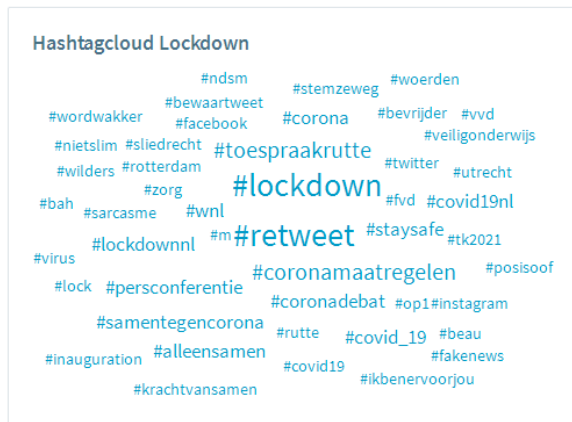 Hashtagcloud Lockdown
#ndsm
#stemzeweg
#woerden
#bewaartweet
#wordwakker
#facebook
#corona
#bevrijder
#vvd
#veiligonderwijs
#nietslim
#sliedrecht
#toespraakrutte
#wilders
#rotterdam
#twitter
#utrecht
#zorg
#lockdown
#bah
#sarcasme
#wnl
#fvd
#covid19nl
#lockdownnl
#m
#retweet
#staysafe
#tk2021
#virus
#coronamaatregelen
#posisoof
#lock
#persconferentie
#coronadebat
#op1
#instagram
#samentegencorona
#rutte
#covid_19
#beau
#inauguration
#alleensamen
#covid19
#fakenews
#krachtvansamen
#ikbenervoorjou